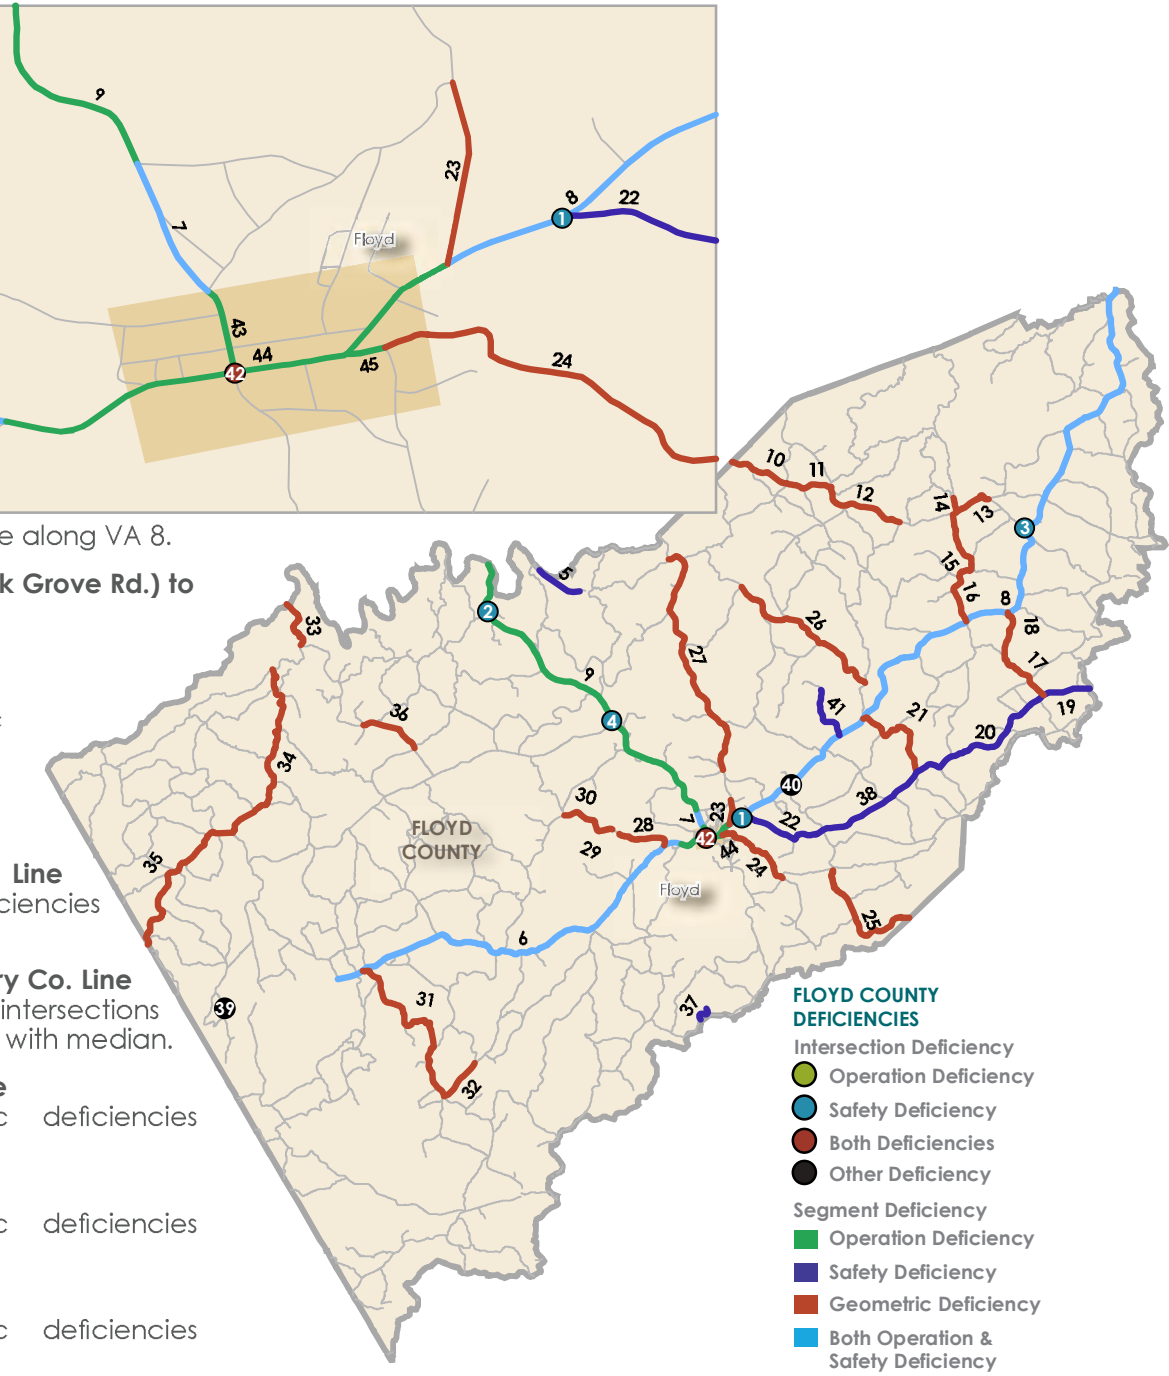 9
7
23
8
22
1
Floyd
43
44
42
45
24
e along VA 8.
k Grove Rd.) to
Line
ciencies
ry Co. Line
intersections
with median.
e
c deficiencies
c deficiencies
c deficiencies
10
11
12
14
13
3
15
16
8
18
17
19
5
2
33
26
27
9
36
4
41
21
20
34
40
38
30
28
7
23
1
22
42
44
29
24
35
FLOYD
COUNTY
Floyd
25
6
31
39
37
32
FLOYD COUNTY
DEFICIENCIES
Intersection Deficiency
Operation Deficiency
Safety Deficiency
Both Deficiencies
Other Deficiency
Segment Deficiency
Operation Deficiency
Safety Deficiency
Geometric Deficiency
Both Operation &
Safety Deficiency